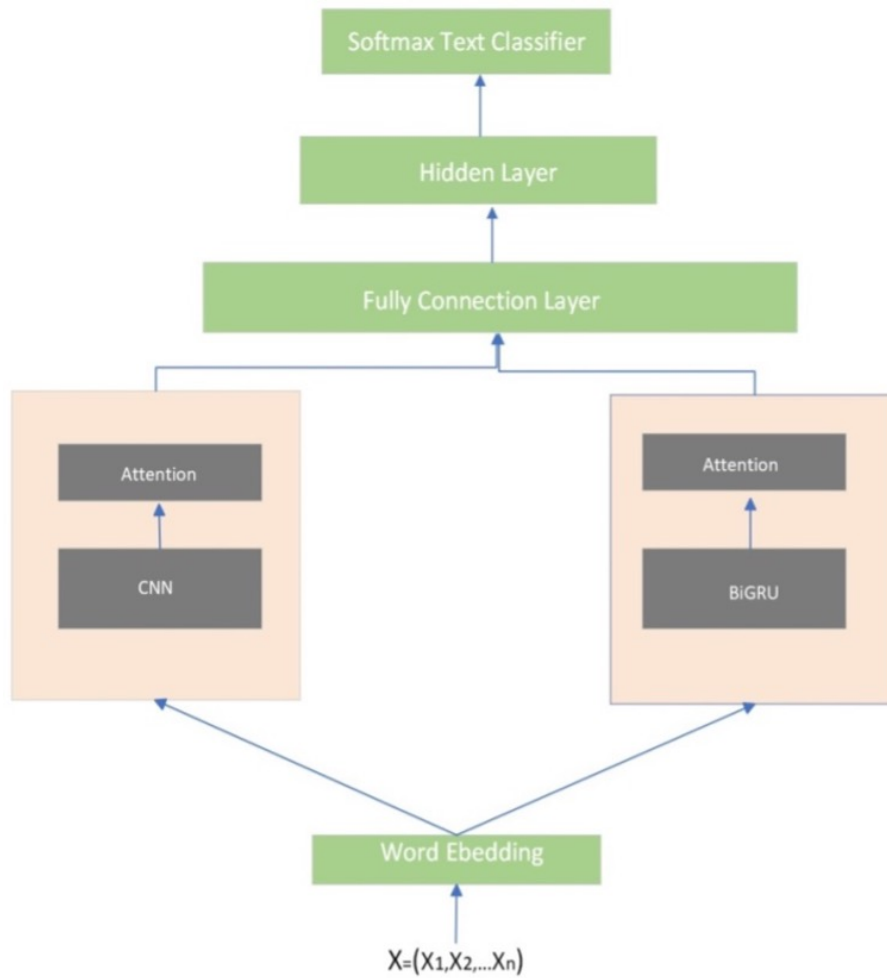 Softmax Text Classifier
Hidden Layer
Fully Connection Layer
Attention
CNN
Attention
BiGRU
Word Ebedding
X=(X1,X2,...Xn)